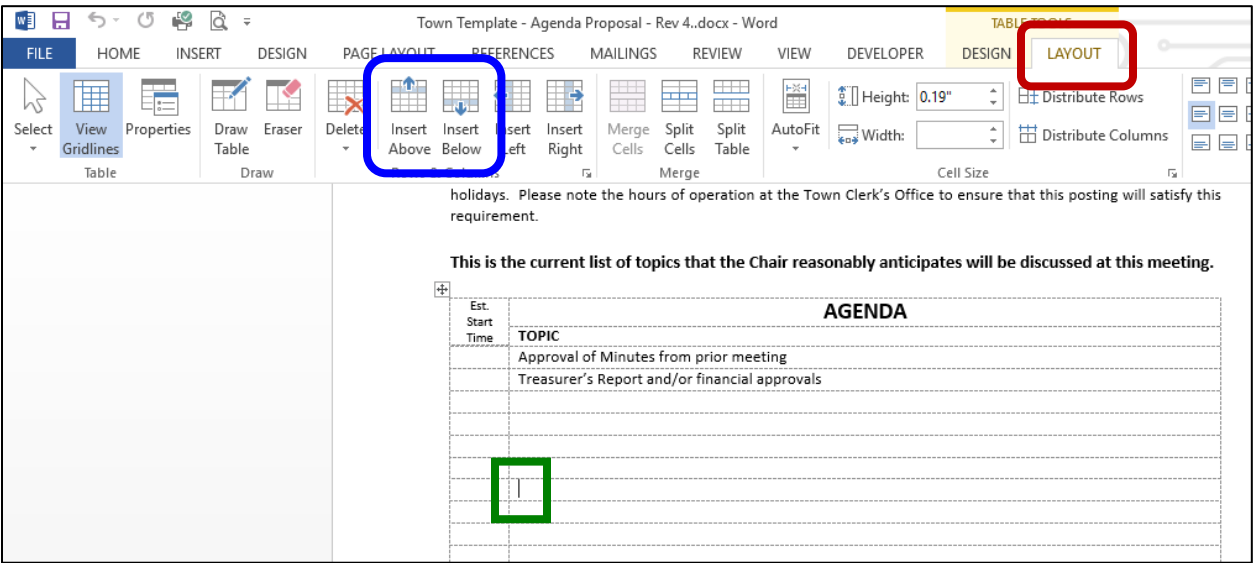 Town Template - Agenda Proposal - Rev 4..docx - Word
TABLE TOOLS
FILE HOME INSERT DESIGN PAGE LAYOUT REFERENCES MAILINGS REVIEW VIEW DEVELOPER DESIGN LAYOUT
Select View Gridlines Properties Draw Table Eraser Delete Insert Above Insert Below Insert Left Insert Right Merge Cells Split Cells Split Table AutoFit Height: 0.19" Distribute Rows
Width: Distribute Columns
Table Draw Rows & Columns Merge Cell Size
holidays. Please note the hours of operation at the Town Clerk's Office to ensure that this posting will satisfy this
requirement.
This is the current list of topics that the Chair reasonably anticipates will be discussed at this meeting.
Est.
Start
Time
AGENDA
TOPIC
Approval of Minutes from prior meeting
Treasurer's Report and/or financial approvals